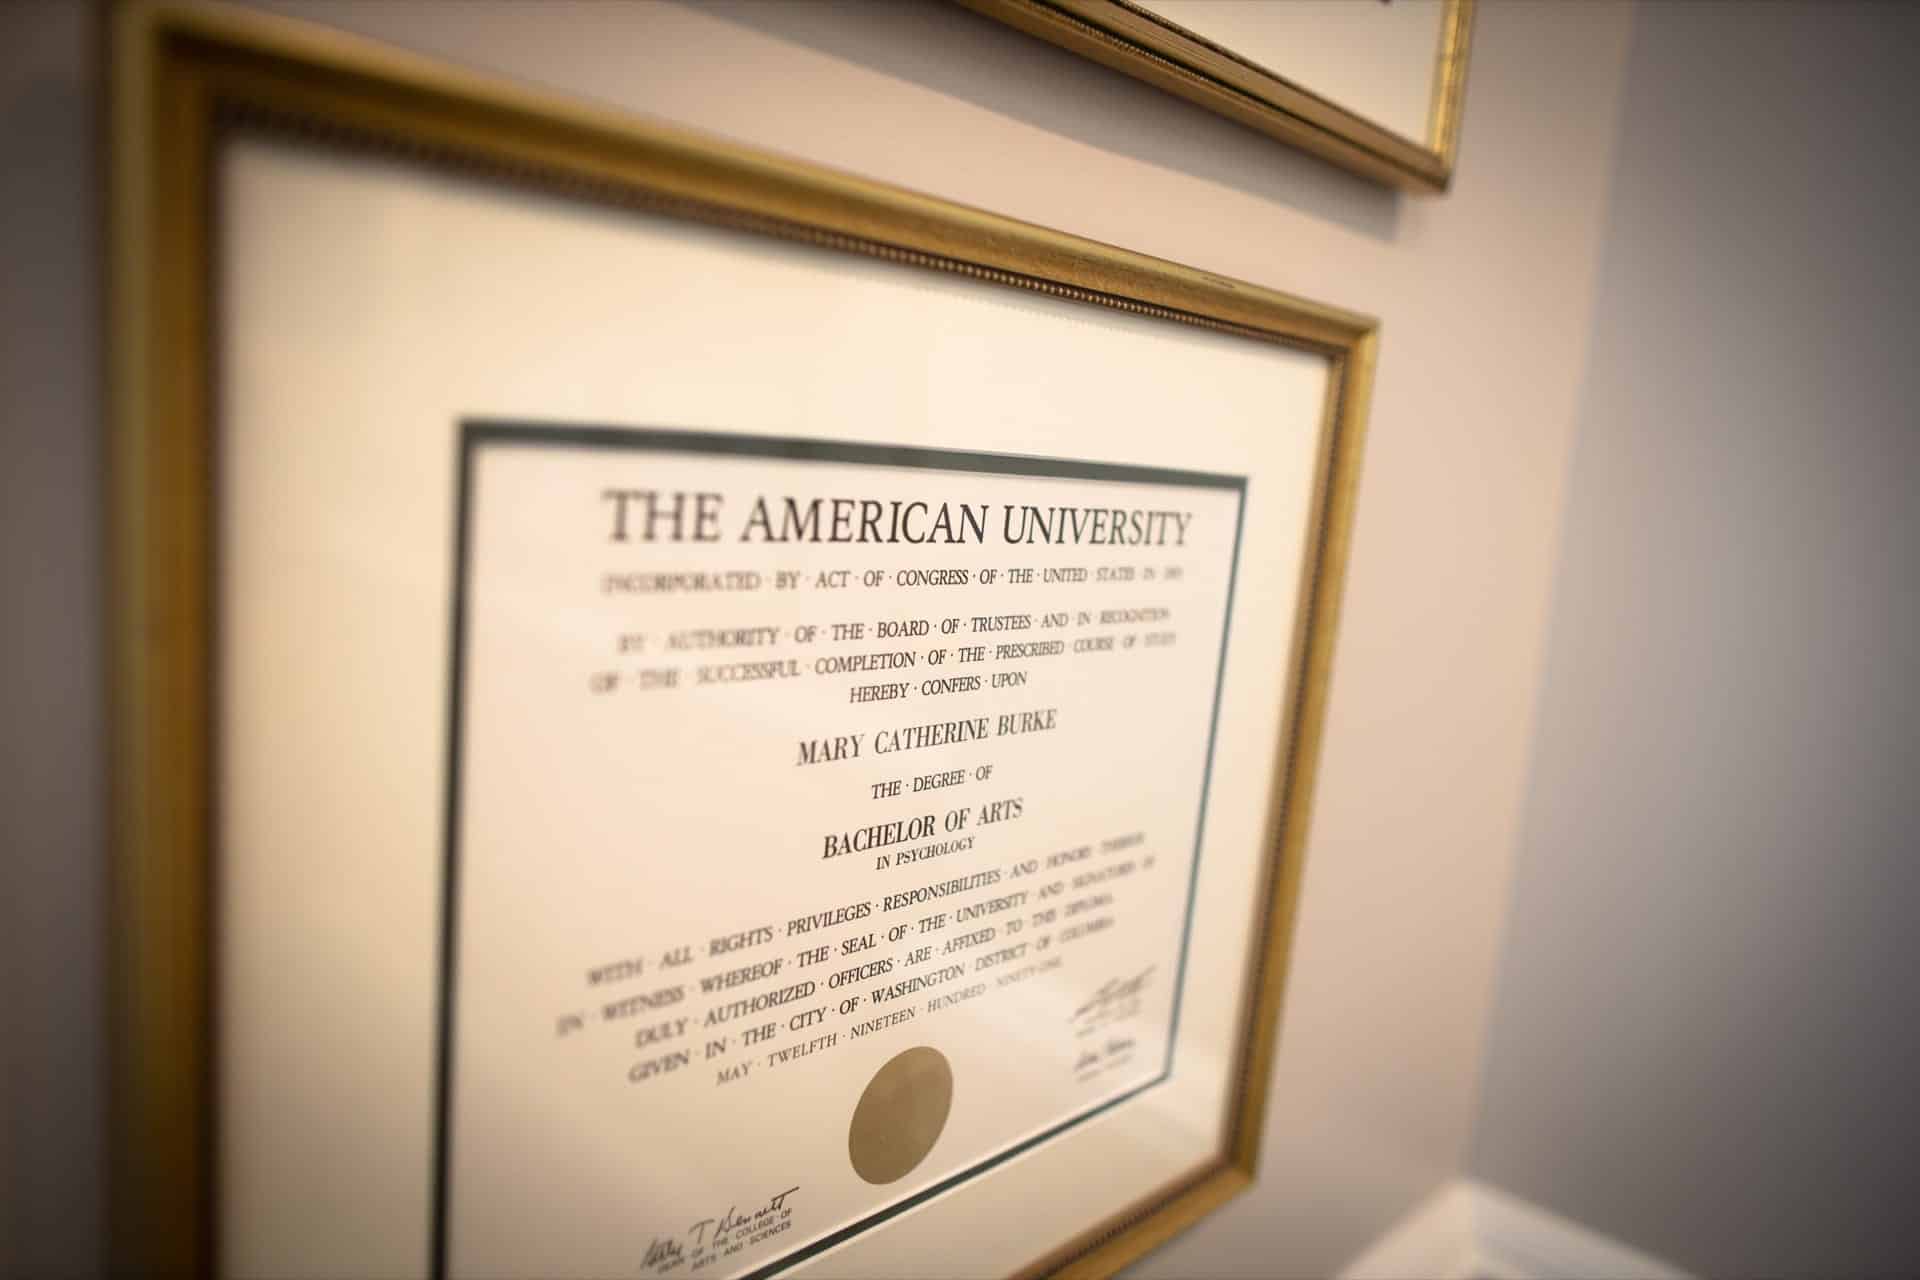 THE AMERICAN UNIVERSITY
INCORPORATED · BY · ACT · OF · CONGRESS · OF · THE · UNITED · STATES · IN ·
BY · AUTHORITY · OF · THE · BOARD · OF · TRUSTEES · AND · IN · RECOGNITION
OF · THE · SUCCESSFUL · COMPLETION · OF · THE · PRESCRIBED · COURSE · OF · STUDY
HEREBY · CONFERS · UPON
MARY CATHERINE BURKE
THE · DEGREE · OF
BACHELOR OF ARTS
IN PSYCHOLOGY
WITH · ALL · RIGHTS · PRIVILEGES · RESPONSIBILITIES · AND · HONORS · THERETO
IN · WITNESS · WHEREOF · THE · SEAL · OF · THE · UNIVERSITY · AND · SIGNATURES · OF
DULY · AUTHORIZED · OFFICERS · ARE · AFFIXED · TO · THIS · DIPLOMA
GIVEN · IN · THE · CITY · OF · WASHINGTON · DISTRICT · OF · COLUMBIA
MAY · TWELFTH · NINETEEN · HUNDRED · NINETY-ONE
T Bennett
DEAN · OF · THE · COLLEGE · OF
ARTS · AND · SCIENCES